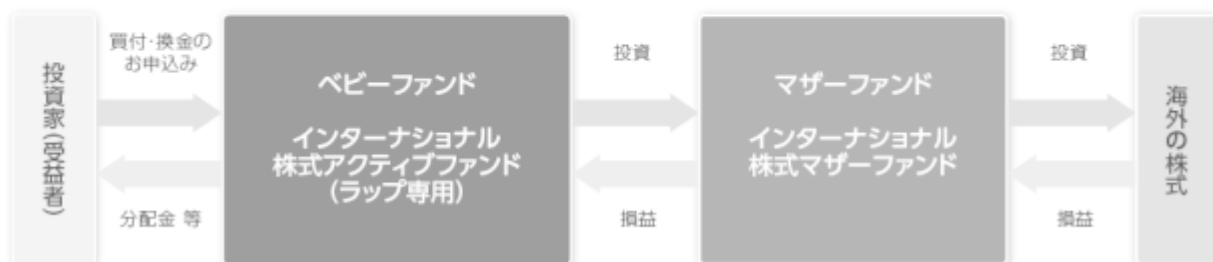 投資家(受益者)
買付・換金の
お申込み
分配金 等
ベビーファンド
インターナショナル
株式アクティブファンド
(ラップ専用)
投資
損益
マザーファンド
インターナショナル
株式マザーファンド
投資
損益
海外の株式